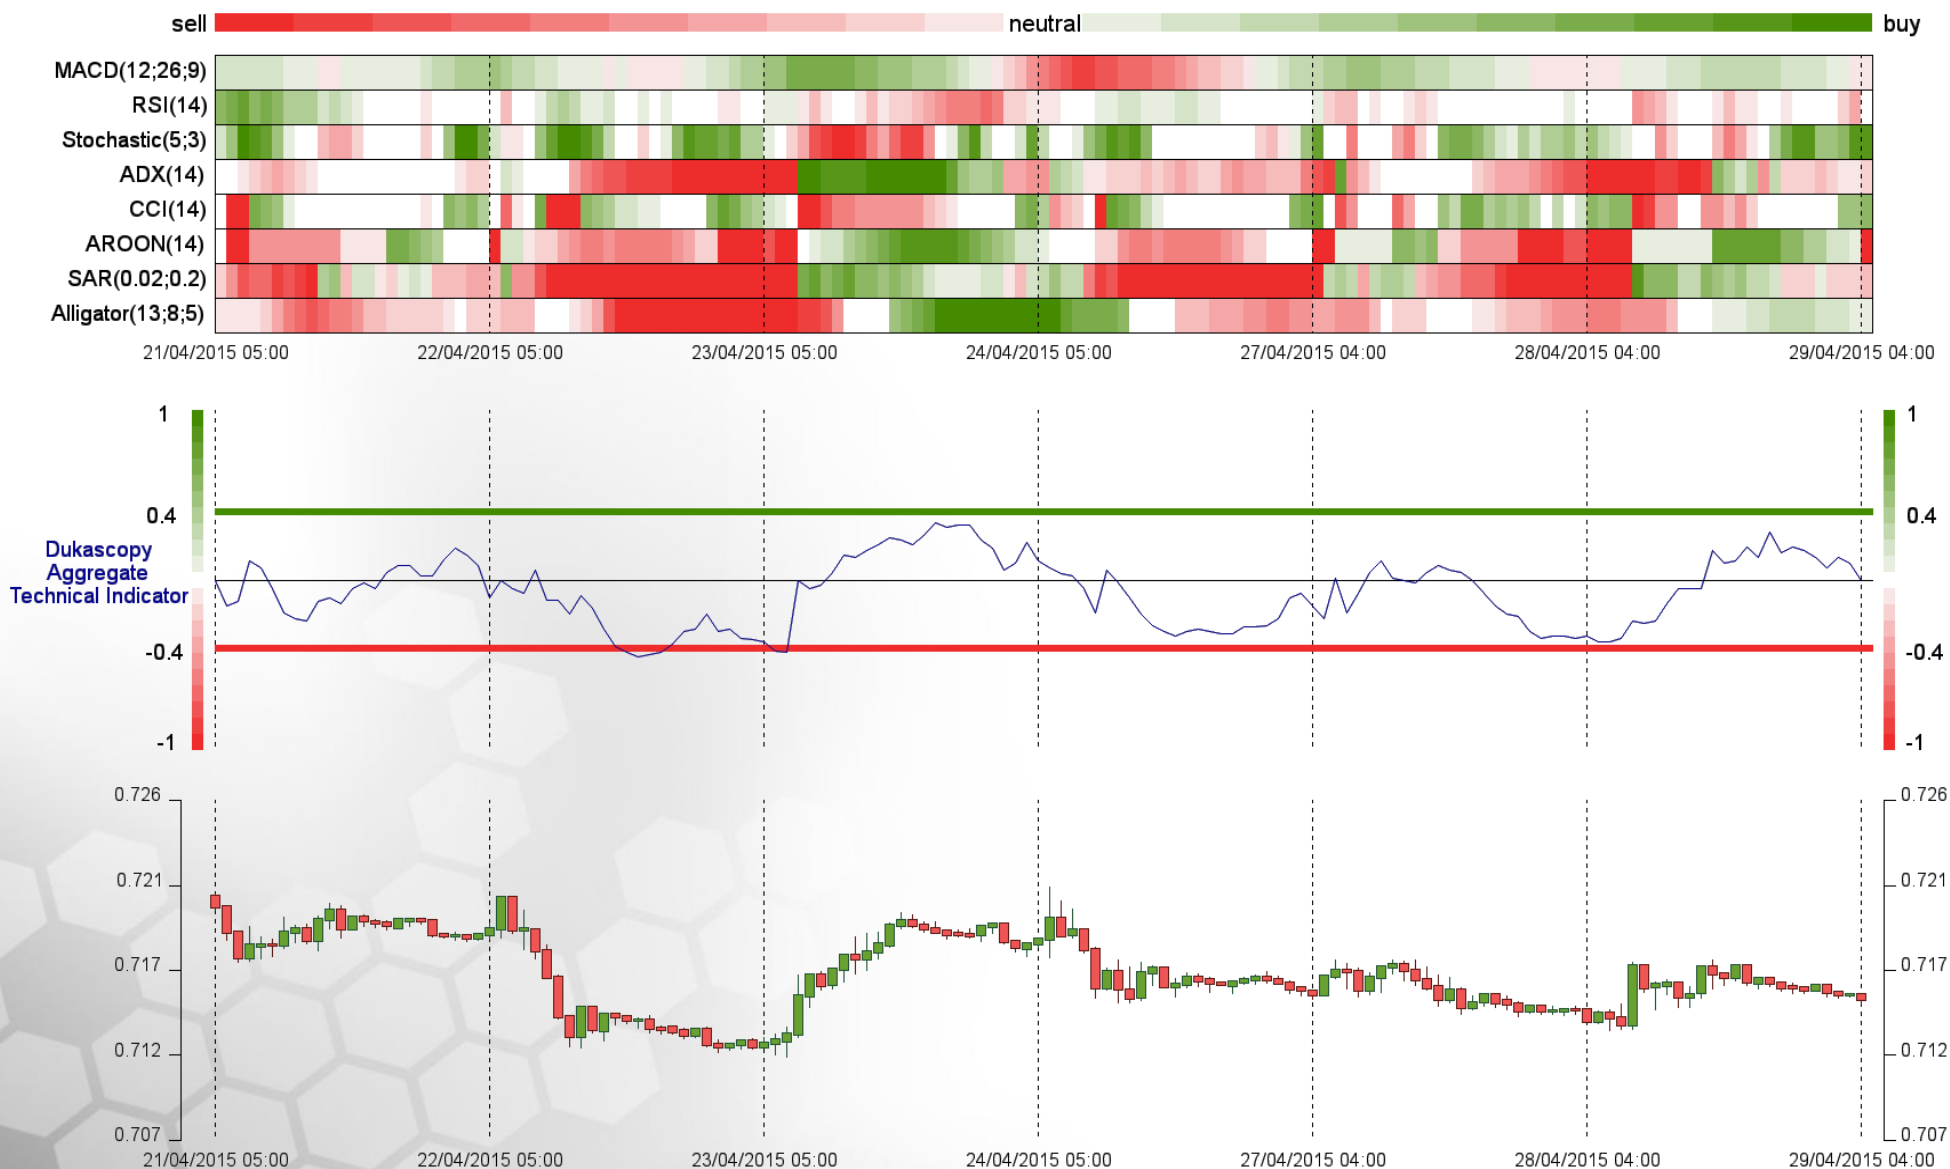 sell neutral buy
MACD(12;26;9)
RSI(14)
Stochastic(5;3)
ADX(14)
CCI(14)
AROON(14)
SAR(0.02;0.2)
Alligator(13;8;5)
21/04/2015 05:00 22/04/2015 05:00 23/04/2015 05:00 24/04/2015 05:00 27/04/2015 04:00 28/04/2015 04:00 29/04/2015 04:00
1 1
0.4 0.4
Dukascopy
Aggregate
Technical Indicator
-0.4 -0.4
-1 -1
0.726 0.726
0.721 0.721
0.717 0.717
0.712 0.712
0.707 0.707
21/04/2015 05:00 22/04/2015 05:00 23/04/2015 05:00 24/04/2015 05:00 27/04/2015 04:00 28/04/2015 04:00 29/04/2015 04:00